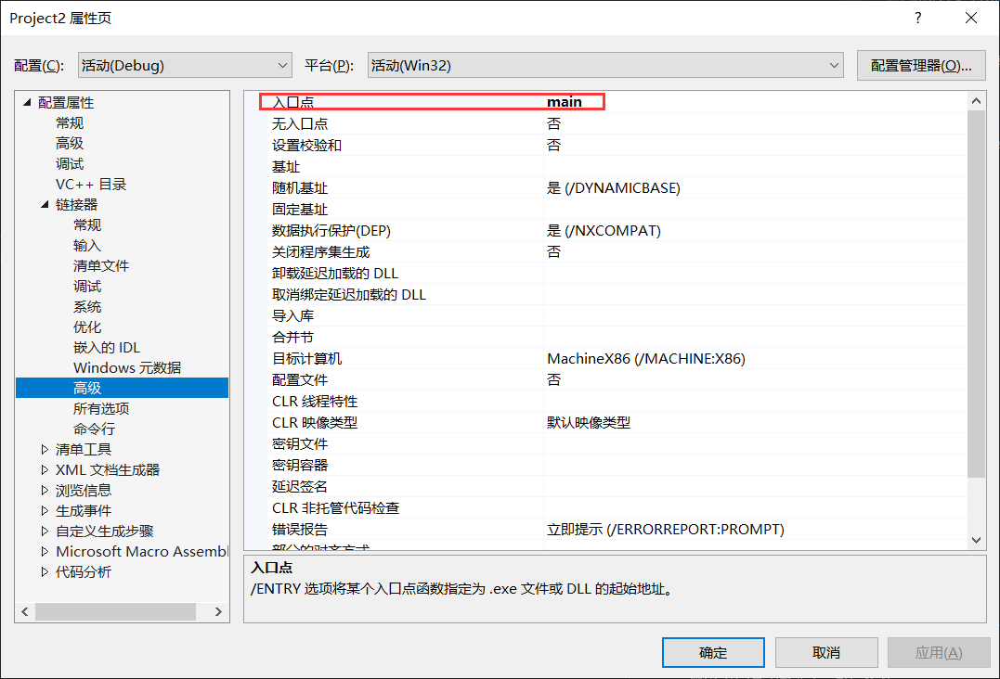 Project2 属性页
?
配置(C): 活动(Debug) 平台(P): 活动(Win32) 配置管理器(O)...
配置属性
常规
高级
调试
VC++ 目录
链接器
常规
输入
清单文件
调试
系统
优化
嵌入的 IDL
Windows 元数据
高级
所有选项
命令行
清单工具
XML 文档生成器
浏览信息
生成事件
自定义生成步骤
Microsoft Macro Assembl
代码分析
入口点 main
无入口点 否
设置校验和 否
基址
随机基址 是 (/DYNAMICBASE)
固定基址
数据执行保护(DEP) 是 (/NXCOMPAT)
关闭程序集生成 否
卸载延迟加载的 DLL
取消绑定延迟加载的 DLL
导入库
合并节
目标计算机 MachineX86 (/MACHINE:X86)
配置文件 否
CLR 线程特性
CLR 映像类型 默认映像类型
密钥文件
密钥容器
延迟签名
CLR 非托管代码检查
错误报告 立即提示 (/ERRORREPORT:PROMPT)
部分的对齐方式
入口点
/ENTRY 选项将某个入口点函数指定为 .exe 文件或 DLL 的起始地址。
确定 取消 应用(A)